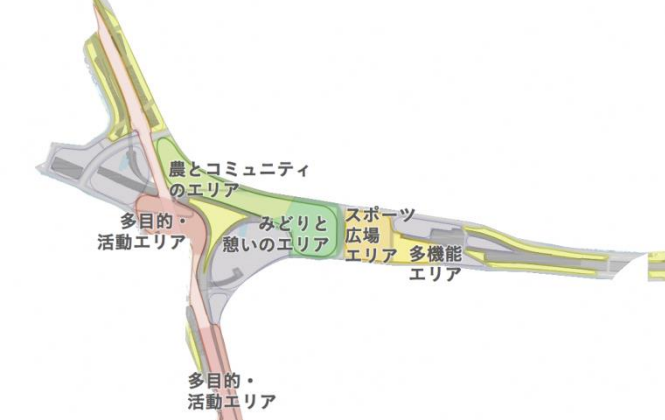 農とコミュニティ
のエリア
多目的・
活動エリア
みどりと
憩いのエリア
スポーツ
広場
エリア
多機能
エリア
多目的・
活動エリア